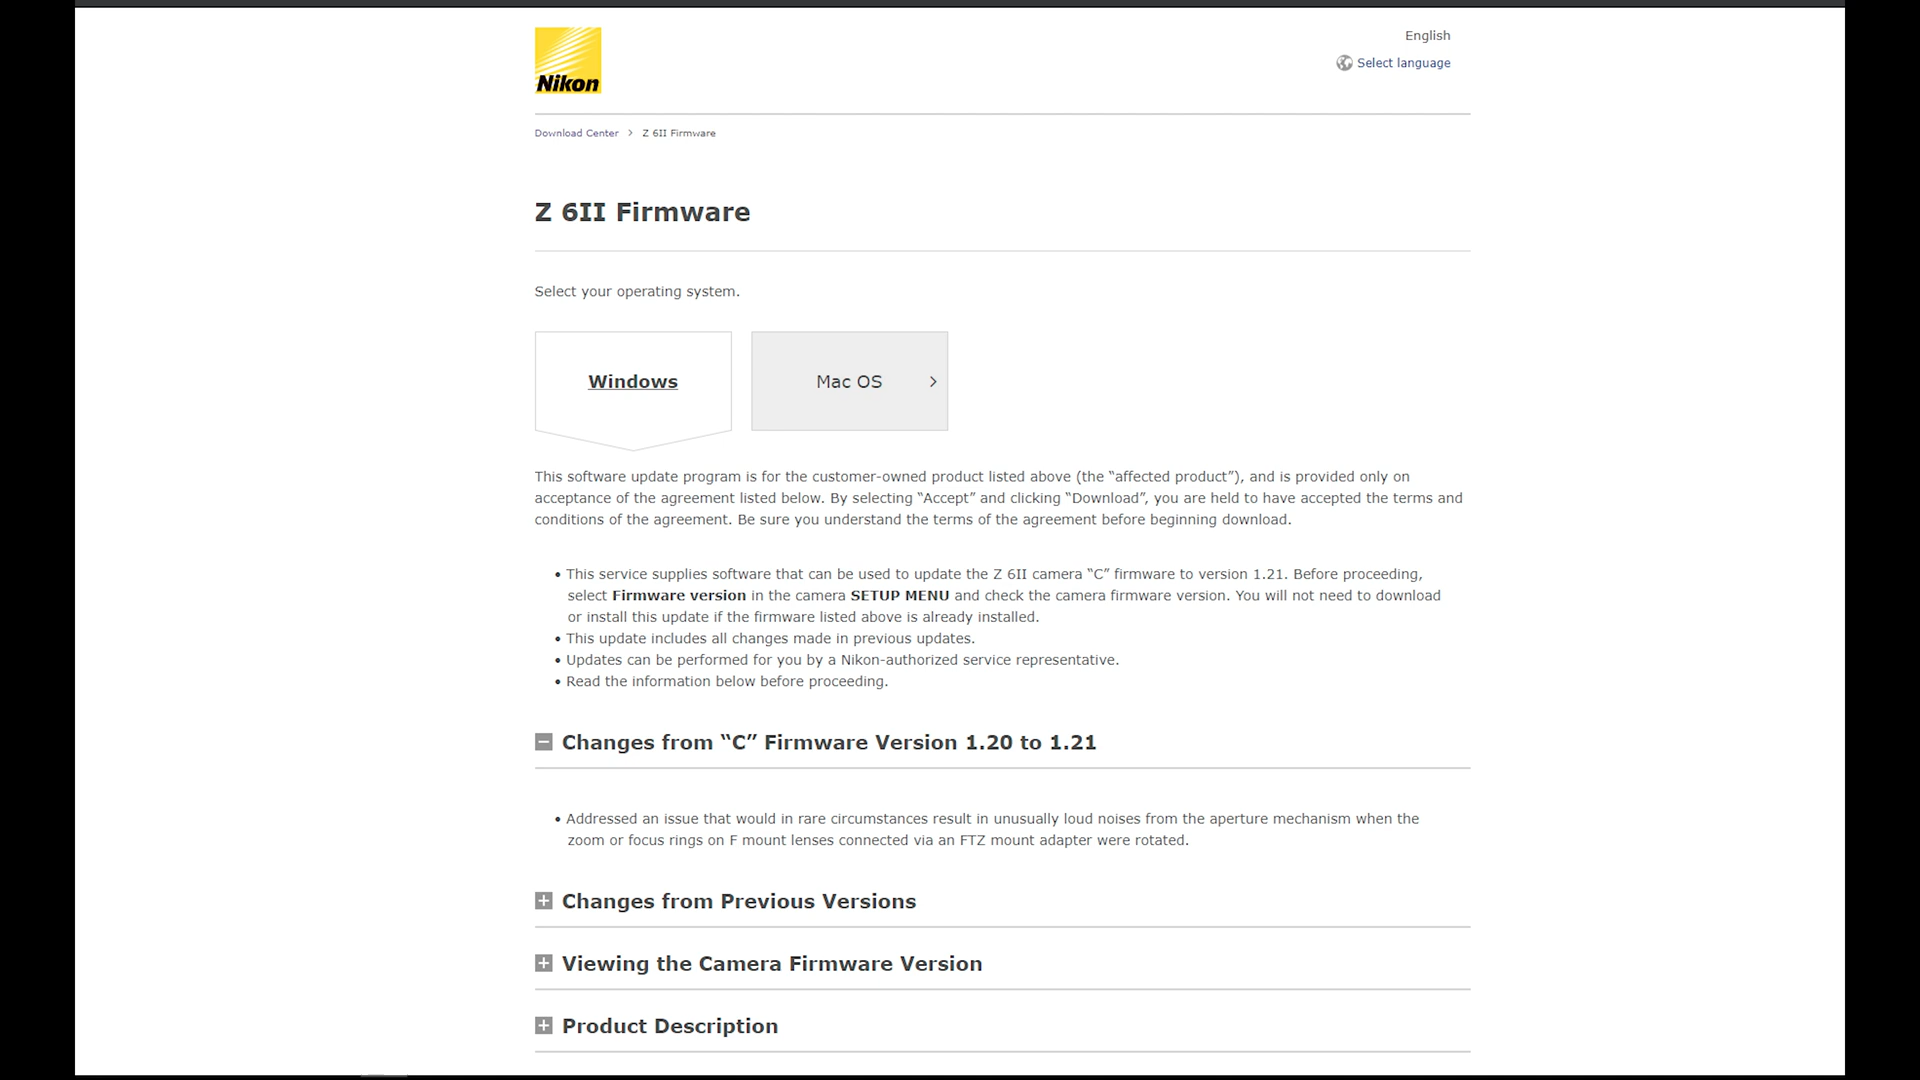 Nikon
English
Select language
Download Center > Z 6II Firmware
Z 6II Firmware
Select your operating system.
Windows
Mac OS
This software update program is for the customer-owned product listed above (the “affected product”), and is provided only on
acceptance of the agreement listed below. By selecting “Accept” and clicking “Download”, you are held to have accepted the terms and
conditions of the agreement. Be sure you understand the terms of the agreement before beginning download.
• This service supplies software that can be used to update the Z 6II camera “C” firmware to version 1.21. Before proceeding,
select Firmware version in the camera SETUP MENU and check the camera firmware version. You will not need to download
or install this update if the firmware listed above is already installed.
• This update includes all changes made in previous updates.
• Updates can be performed for you by a Nikon-authorized service representative.
• Read the information below before proceeding.
Changes from “C” Firmware Version 1.20 to 1.21
• Addressed an issue that would in rare circumstances result in unusually loud noises from the aperture mechanism when the
zoom or focus rings on F mount lenses connected via an FTZ mount adapter were rotated.
Changes from Previous Versions
Viewing the Camera Firmware Version
Product Description